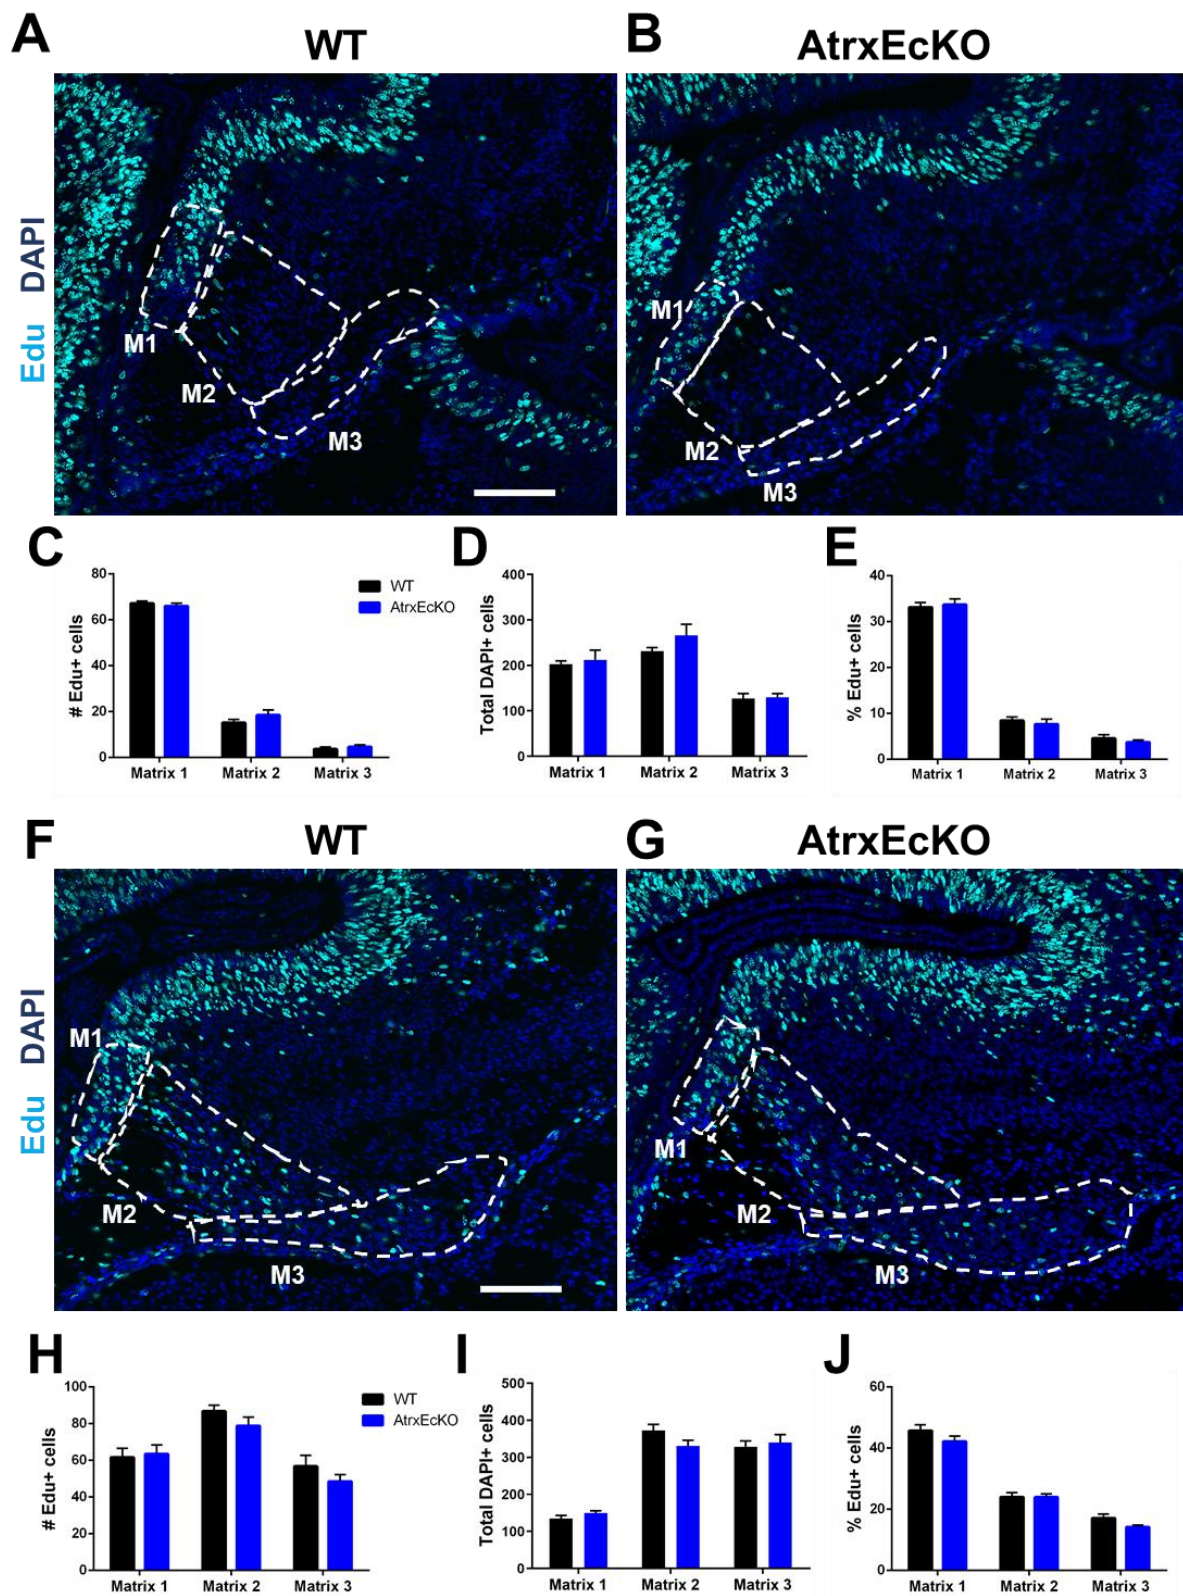 A WT B AtrxEcKO
Edu DAPI
M1
M2
M3
M1
M2
M3
C
# Edu+ cells
80
60
40
20
0
Matrix 1 Matrix 2 Matrix 3
WT
AtrxEcKO
D
Total DAPI+ cells
400
300
200
100
0
Matrix 1 Matrix 2 Matrix 3
E
% Edu+ cells
40
30
20
10
0
Matrix 1 Matrix 2 Matrix 3
F WT G AtrxEcKO
Edu DAPI
M1
M2
M3
M1
M2
M3
H
# Edu+ cells
100
80
60
40
20
0
Matrix 1 Matrix 2 Matrix 3
WT
AtrxEcKO
I
Total DAPI+ cells
500
400
300
200
100
0
Matrix 1 Matrix 2 Matrix 3
J
% Edu+ cells
60
40
20
0
Matrix 1 Matrix 2 Matrix 3